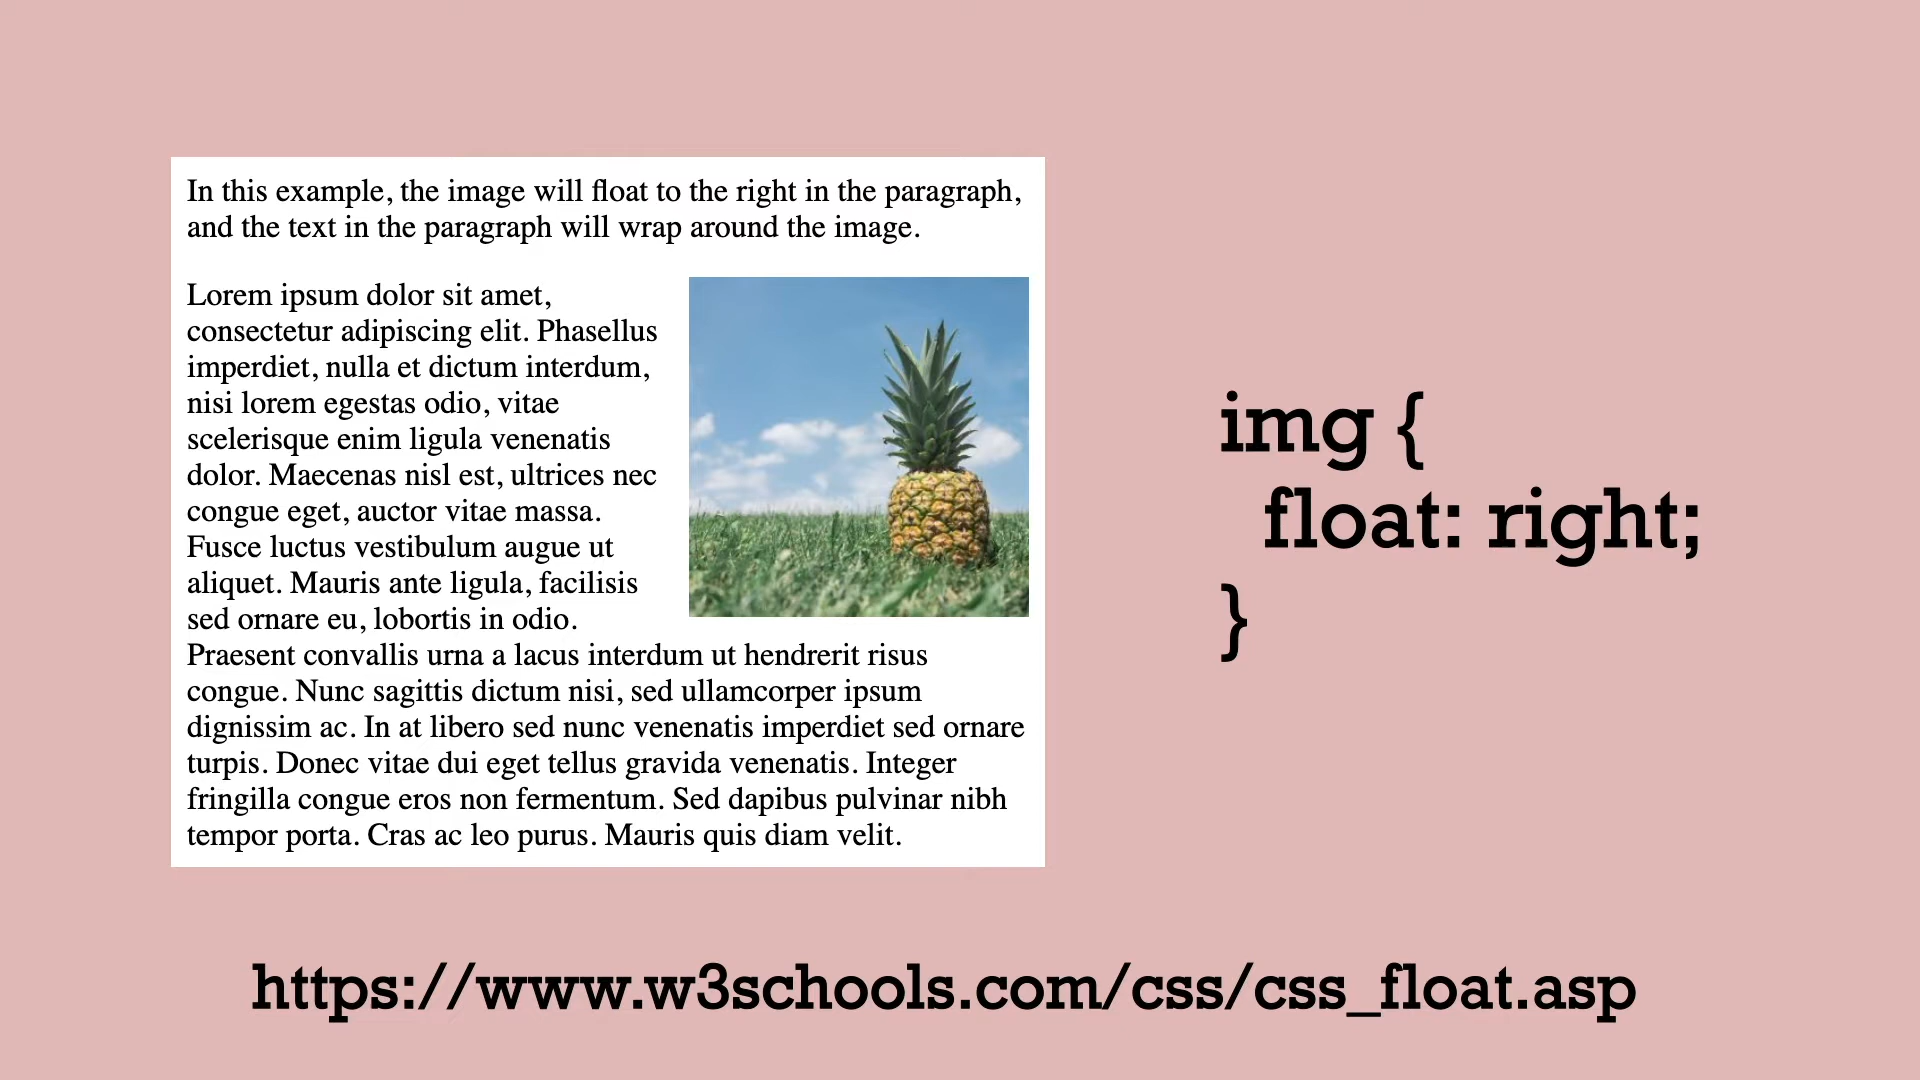 In this example, the image will float to the right in the paragraph,
and the text in the paragraph will wrap around the image.
Lorem ipsum dolor sit amet,
consectetur adipiscing elit. Phasellus
imperdiet, nulla et dictum interdum,
nisi lorem egestas odio, vitae
scelerisque enim ligula venenatis
dolor. Maecenas nisl est, ultrices nec
congue eget, auctor vitae massa.
Fusce luctus vestibulum augue ut
aliquet. Mauris ante ligula, facilisis
sed ornare eu, lobortis in odio.
Praesent convallis urna a lacus interdum ut hendrerit risus
congue. Nunc sagittis dictum nisi, sed ullamcorper ipsum
dignissim ac. In at libero sed nunc venenatis imperdiet sed ornare
turpis. Donec vitae dui eget tellus gravida venenatis. Integer
fringilla congue eros non fermentum. Sed dapibus pulvinar nibh
tempor porta. Cras ac leo purus. Mauris quis diam velit.
img {
  float: right;
}
https://www.w3schools.com/css/css_float.asp